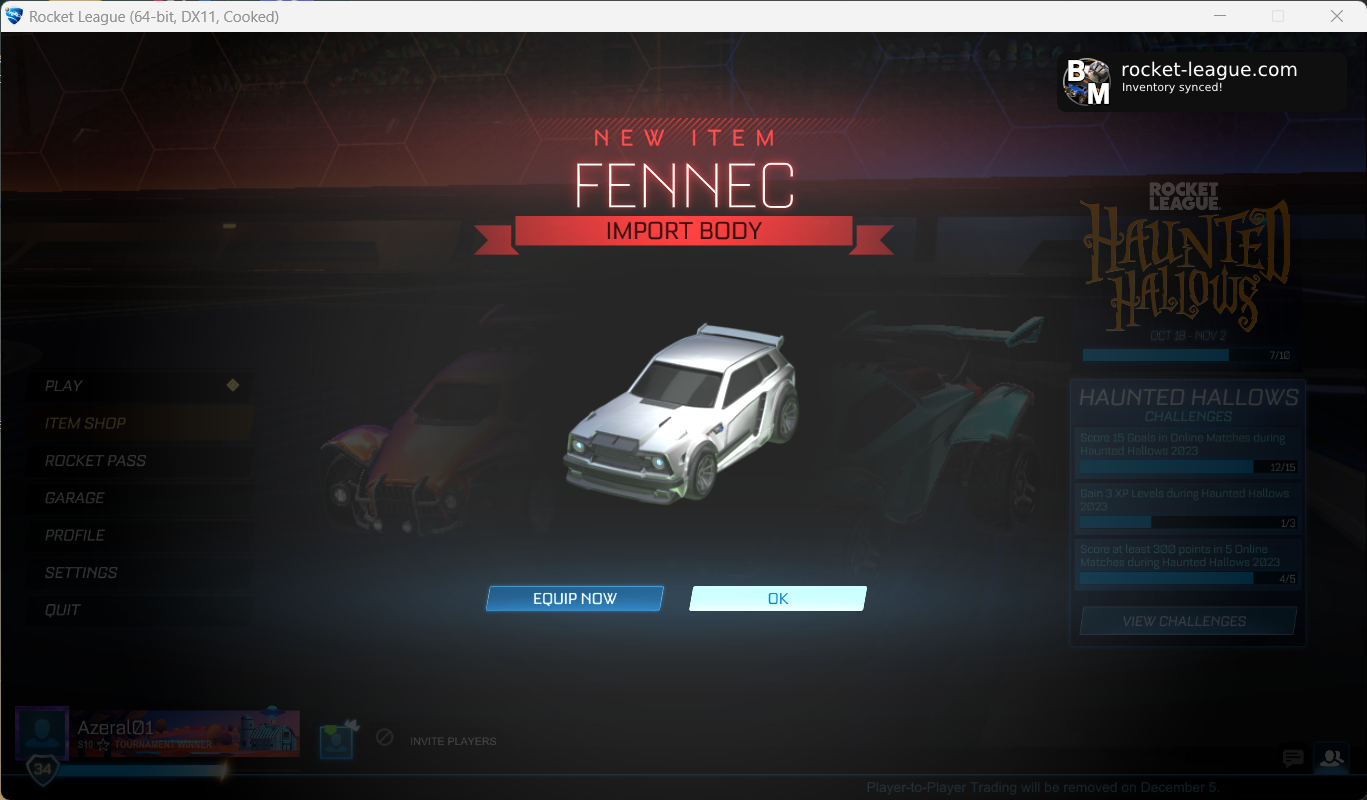 Rocket League (64-bit, DX11, Cooked)
BM
rocket-league.com
Inventory synced!
NEW ITEM
FENNEC
IMPORT BODY
ROCKET
LEAGUE
HAUNTED
HALLOWS
OCT 18 - NOV 2
7/10
PLAY
ITEM SHOP
ROCKET PASS
GARAGE
PROFILE
SETTINGS
QUIT
HAUNTED HALLOWS
CHALLENGES
Score 15 Goals in Online Matches during
Haunted Hallows 2023
12/15
Gain 3 XP Levels during Haunted Hallows
2023
1/3
Score at least 300 points in 5 Online
Matches during Haunted Hallows 2023
4/5
VIEW CHALLENGES
EQUIP NOW
OK
Azeral01
S10 TOURNAMENT WINNER
34
INVITE PLAYERS
Player-to-Player Trading will be removed on December 5.